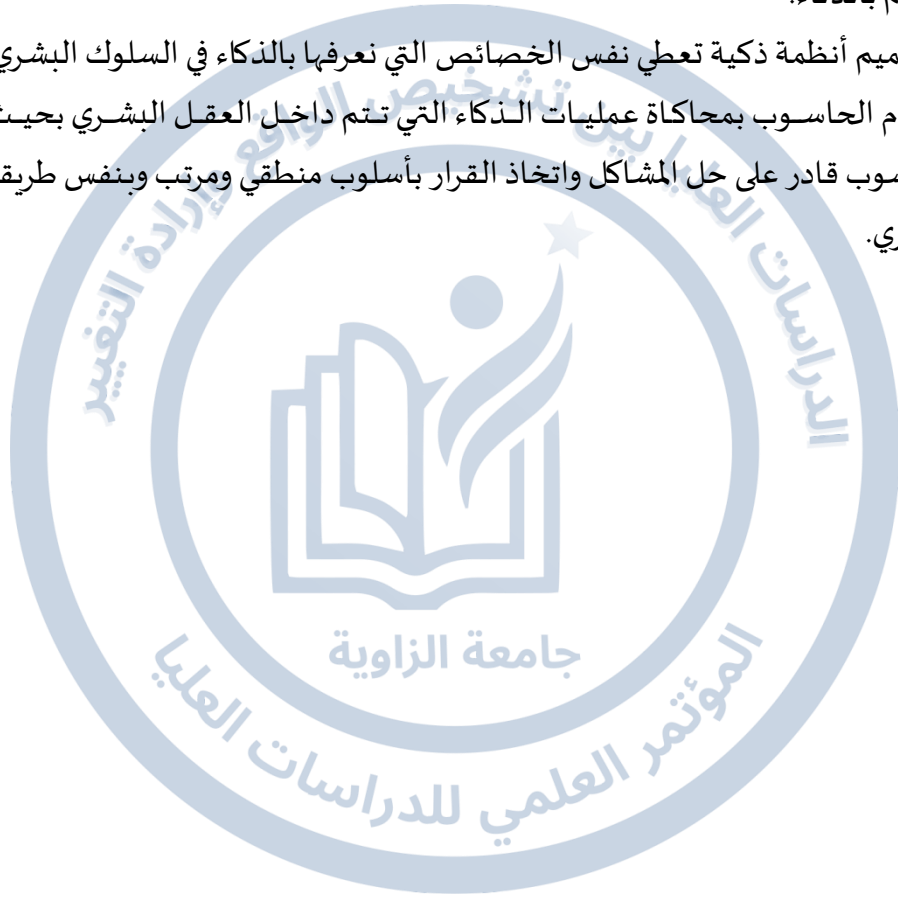 ميم أنظمة ذكية تعطي نفس الخصائص التي نعرفها بالذكاء في السلوك البشري
م الحاسوب بمحاكاة عمليات الذكاء التي تتم داخل العقل البشري بحيث
سوب قادر على حل المشاكل واتخاذ القرار بأسلوب منطقي ومرتب وبنفس طريقة
ري.
الدراسات العليا بين تشخيص الواقع وإرادة التغيير
جامعة الزاوية
المؤتمر العلمي للدراسات العليا